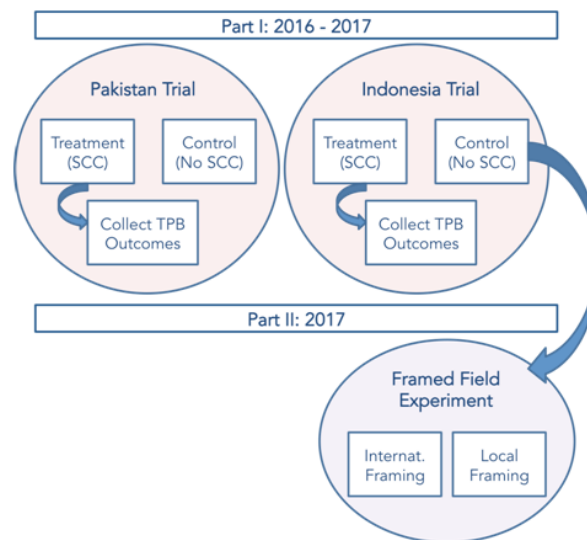 Part I: 2016 - 2017
Pakistan Trial
Treatment
(SCC)
Control
(No SCC)
Collect TPB
Outcomes
Indonesia Trial
Treatment
(SCC)
Control
(No SCC)
Collect TPB
Outcomes
Part II: 2017
Framed Field
Experiment
Internat.
Framing
Local
Framing